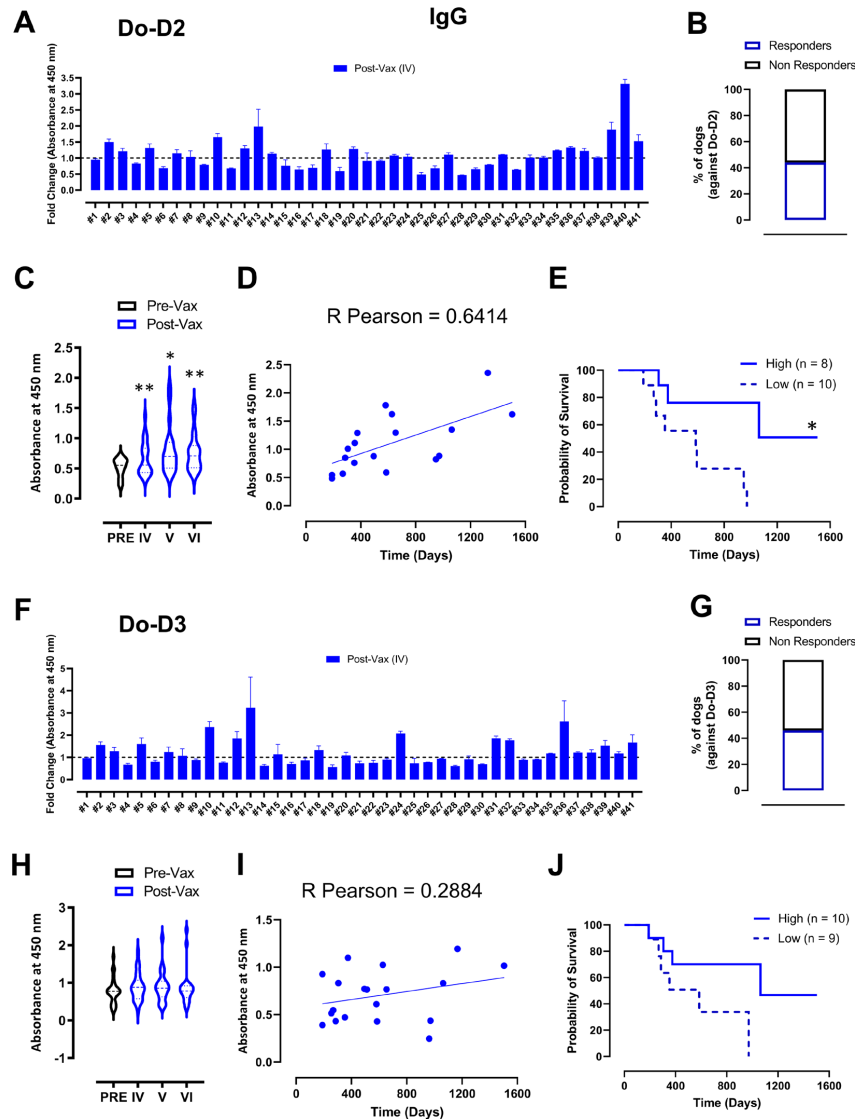 A
Do-D2
IgG
Post-Vax (IV)
Fold Change (Absorbance at 450 nm)
3.5
3.0
2.5
2.0
1.5
1.0
0.5
#1 #2 #3 #4 #5 #6 #7 #8 #9 #10 #11 #12 #13 #14 #15 #16 #17 #18 #19 #20 #21 #22 #23 #24 #25 #26 #27 #28 #29 #30 #31 #32 #33 #34 #35 #36 #37 #38 #39 #40 #41
B
Responders
Non Responders
% of dogs
(against Do-D2)
100
80
60
40
20
0
C
Pre-Vax
Post-Vax
Absorbance at 450 nm
2.5
2.0
1.5
1.0
0.5
0.0
** * **
PRE IV V VI
D
R Pearson = 0.6414
Absorbance at 450 nm
2.5
2.0
1.5
1.0
0.5
0.0
0 400 800 1200 1600
Time (Days)
E
High (n = 8)
Low (n = 10)
Probability of Survival
100
80
60
40
20
0
*
0 400 800 1200 1600
Time (Days)
F
Do-D3
Post-Vax (IV)
Fold Change (Absorbance at 450 nm)
5
4
3
2
1
0
#1 #2 #3 #4 #5 #6 #7 #8 #9 #10 #11 #12 #13 #14 #15 #16 #17 #18 #19 #20 #21 #22 #23 #24 #25 #26 #27 #28 #29 #30 #31 #32 #33 #34 #35 #36 #37 #38 #39 #40 #41
G
Responders
Non Responders
% of dogs
(against Do-D3)
100
80
60
40
20
0
H
Pre-Vax
Post-Vax
Absorbance at 450 nm
3
2
1
0
-1
PRE IV V VI
I
R Pearson = 0.2884
Absorbance at 450 nm
1.5
1.0
0.5
0.0
0 400 800 1200 1600
Time (Days)
J
High (n = 10)
Low (n = 9)
Probability of Survival
100
80
60
40
20
0
0 400 800 1200 1600
Time (Days)